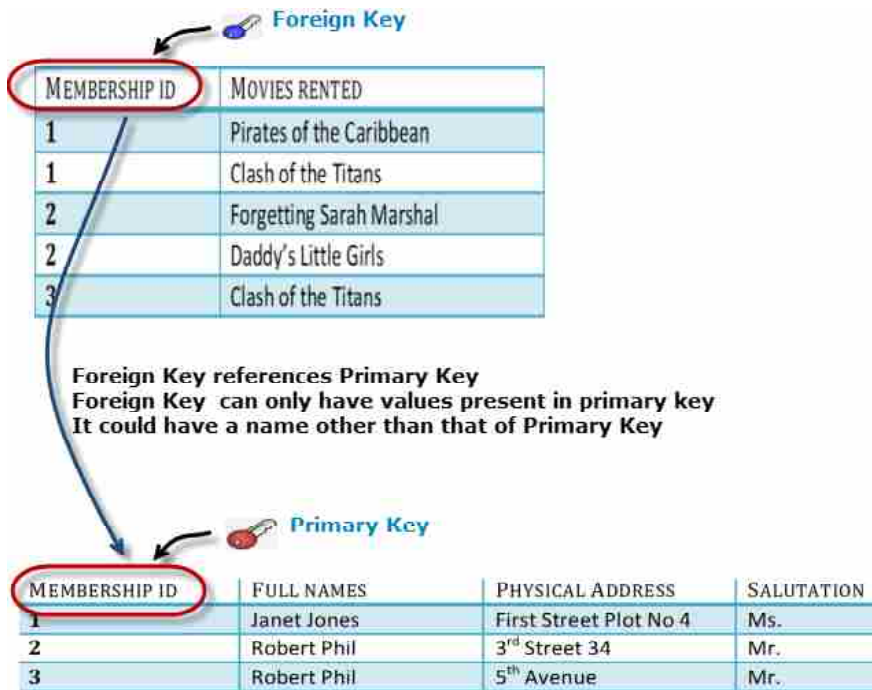 Foreign Key
MEMBERSHIP ID MOVIES RENTED
1 Pirates of the Caribbean
1 Clash of the Titans
2 Forgetting Sarah Marshal
2 Daddy's Little Girls
3 Clash of the Titans
Foreign Key references Primary Key
Foreign Key can only have values present in primary key
It could have a name other than that of Primary Key
Primary Key
MEMBERSHIP ID FULL NAMES PHYSICAL ADDRESS SALUTATION
1 Janet Jones First Street Plot No 4 Ms.
2 Robert Phil 3rd Street 34 Mr.
3 Robert Phil 5th Avenue Mr.